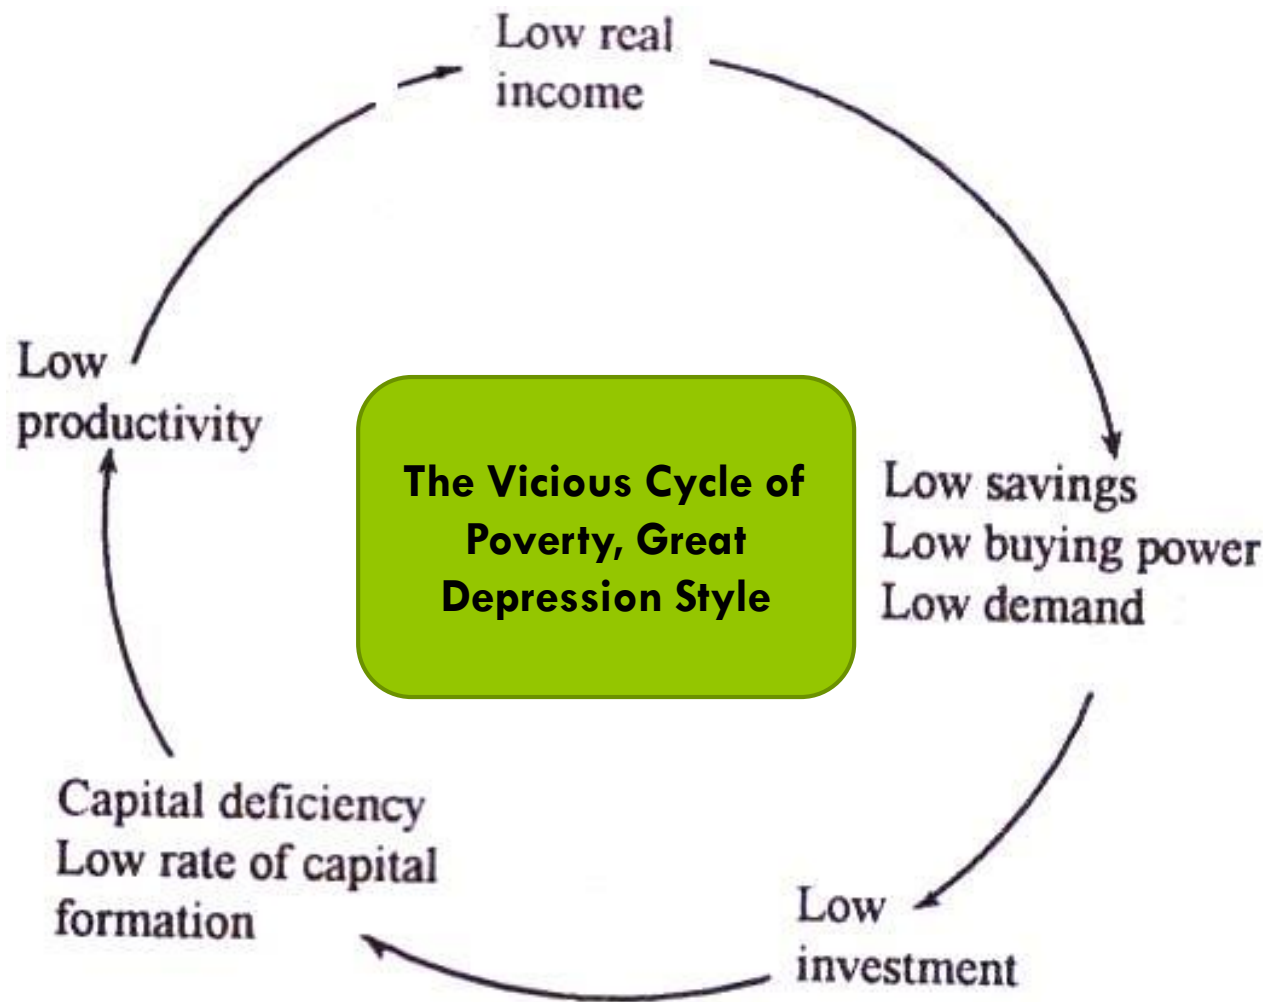 Low real
income
Low savings
Low buying power
Low demand
Low
investment
Capital deficiency
Low rate of capital
formation
Low
productivity
The Vicious Cycle of
Poverty, Great
Depression Style